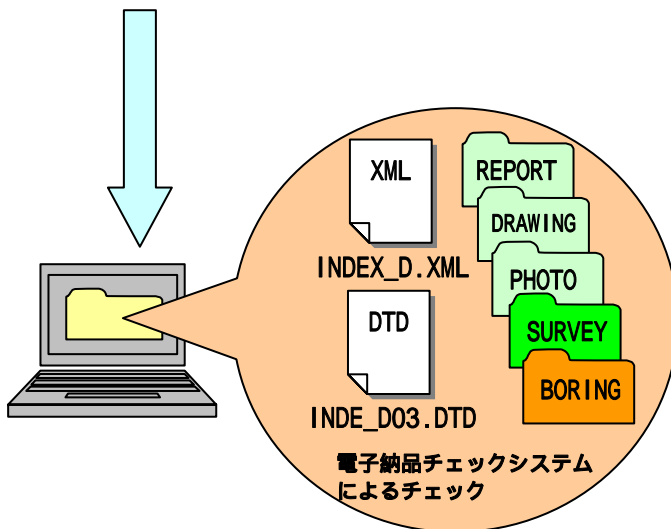 XML
INDEX_D.XML
DTD
INDE_D03.DTD
REPORT
DRAWING
PHOTO
SURVEY
BORING
電子納品チェックシステム
によるチェック